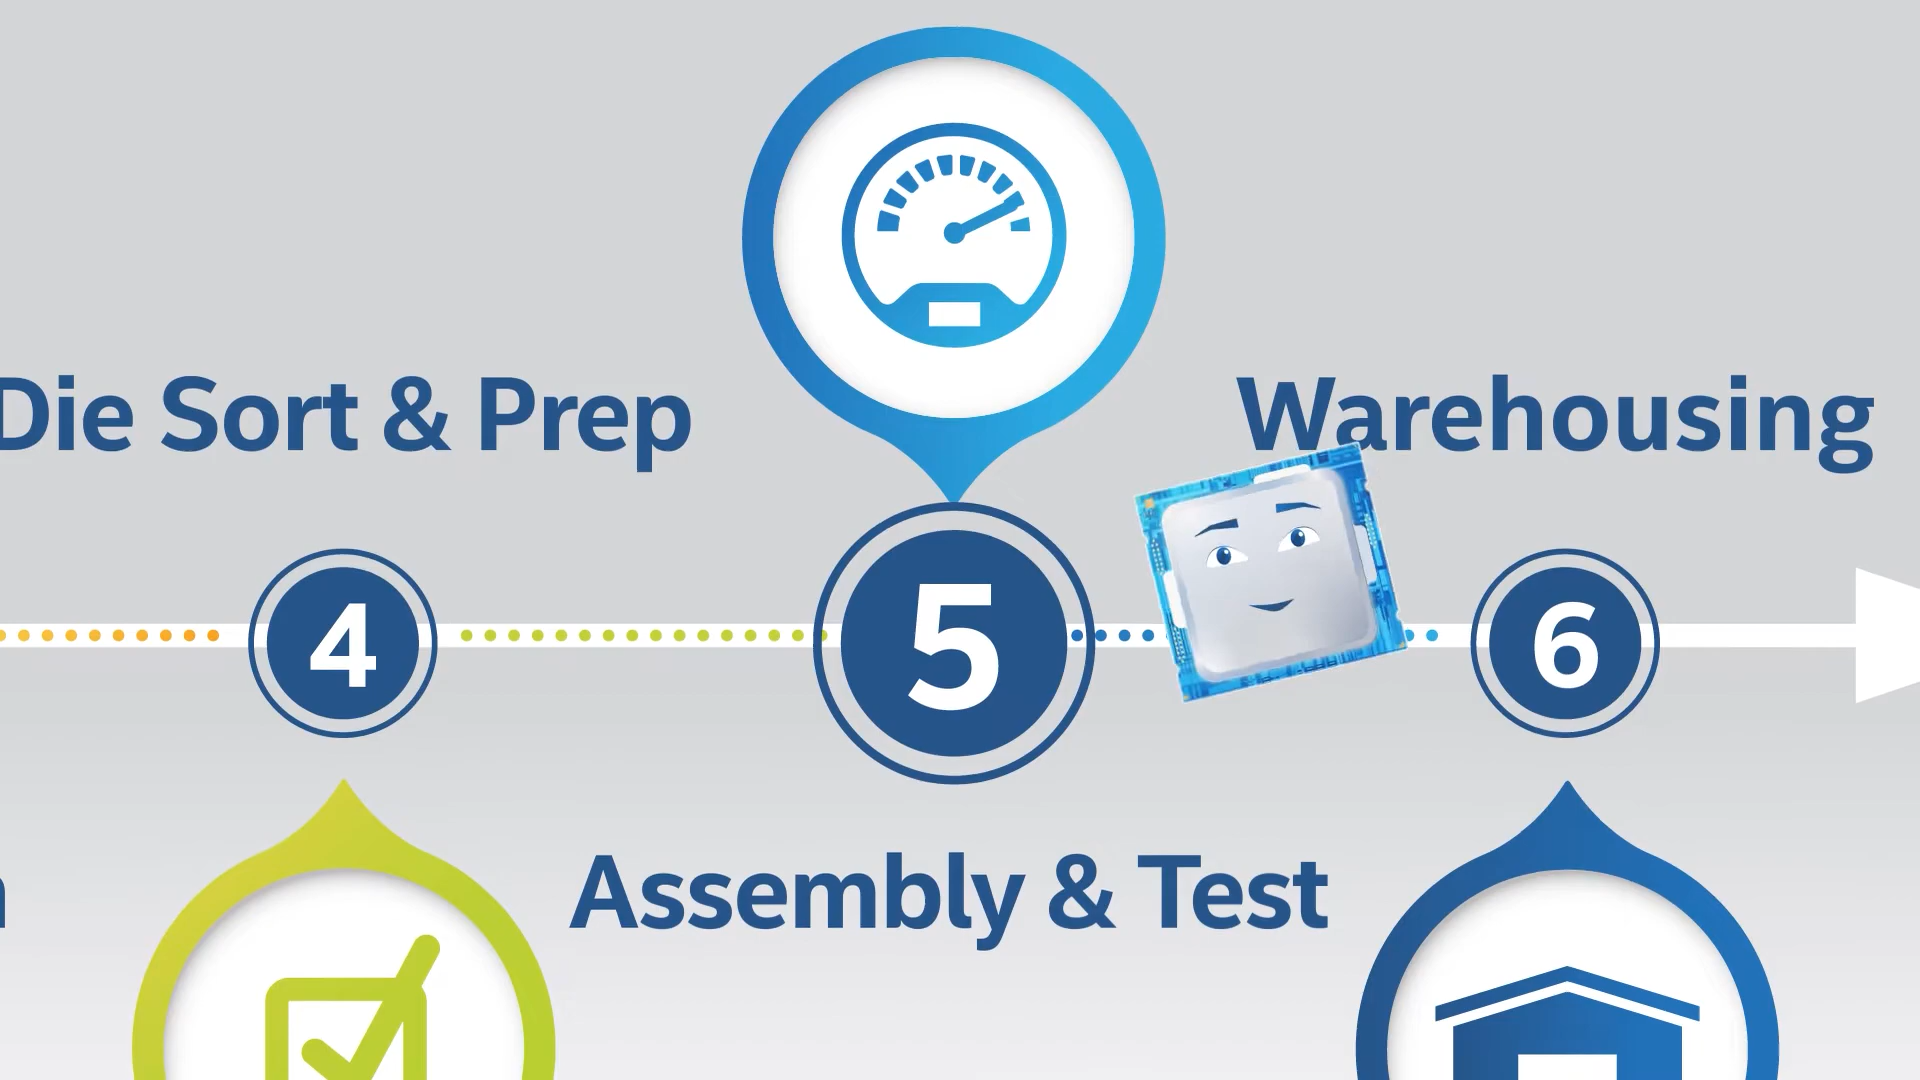 Die Sort & Prep
Warehousing
4
5
6
Assembly & Test